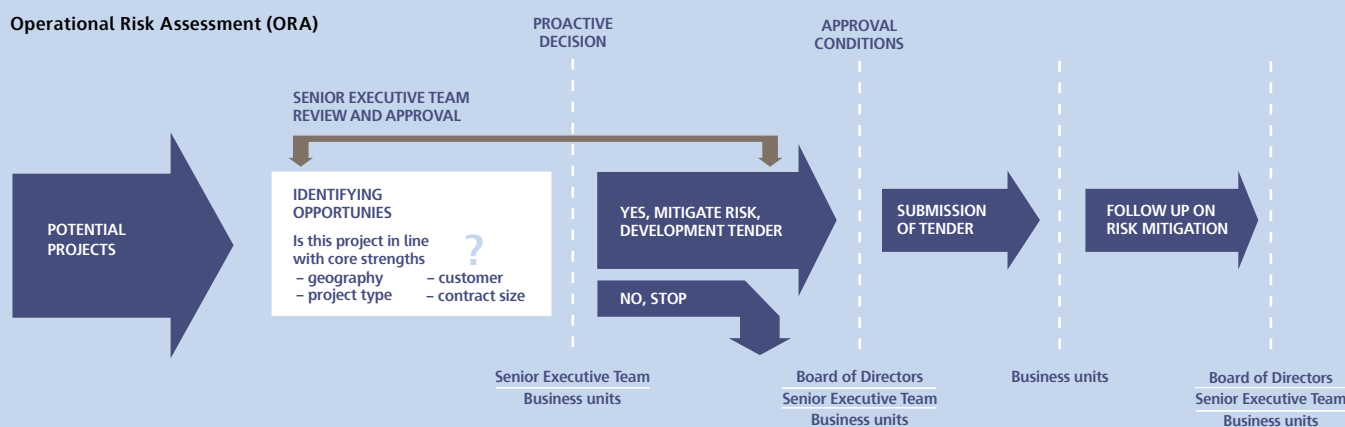 Operational Risk Assessment (ORA)
PROACTIVE
DECISION
APPROVAL
CONDITIONS
SENIOR EXECUTIVE TEAM
REVIEW AND APPROVAL
POTENTIAL
PROJECTS
IDENTIFYING
OPPORTUNIES
Is this project in line
with core strengths
?
– geography – customer
– project type – contract size
YES, MITIGATE RISK,
DEVELOPMENT TENDER
NO, STOP
SUBMISSION
OF TENDER
FOLLOW UP ON
RISK MITIGATION
Senior Executive Team
Business units
Board of Directors
Senior Executive Team
Business units
Business units
Board of Directors
Senior Executive Team
Business units